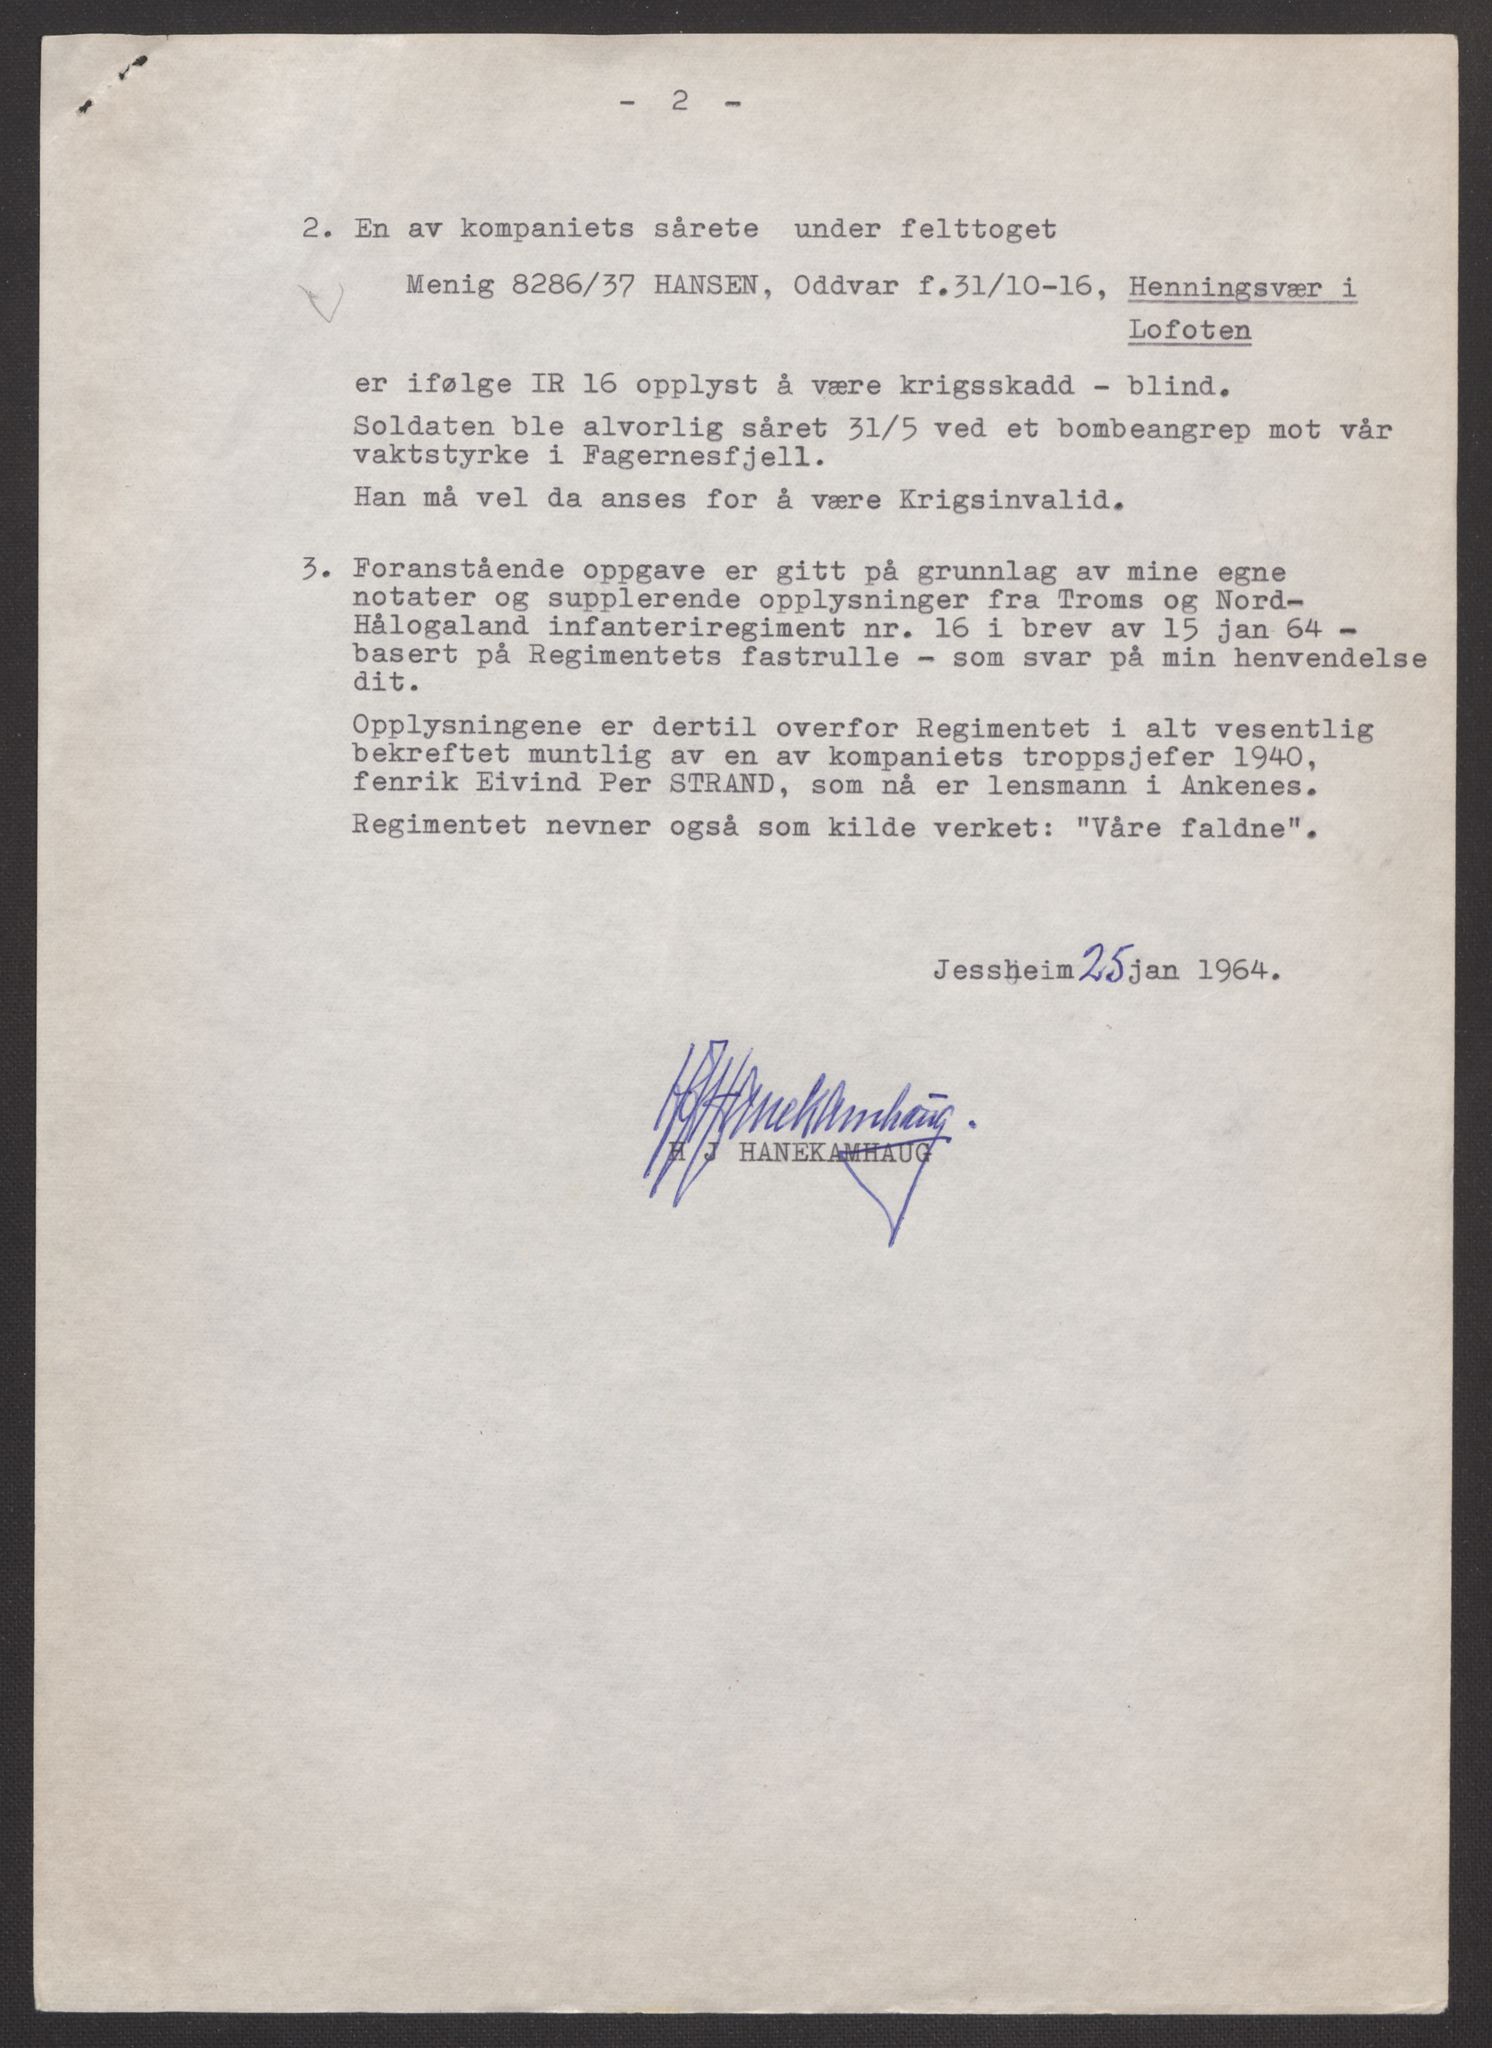 - 2 -
2. En av kompaniets sårete under felttoget
Menig 8286/37 HANSEN, Oddvar f.31/10-16, Henningsvær i
Lofoten
er ifølge IR 16 opplyst å være krigsskadd - blind.
Soldaten ble alvorlig såret 31/5 ved et bombeangrep mot vår
vaktstyrke i Fagernesfjell.
Han må vel da anses for å være Krigsinvalid.
3. Foranstående oppgave er gitt på grunnlag av mine egne
notater og supplerende opplysninger fra Troms og Nord-
Hålogaland infanteriregiment nr. 16 i brev av 15 jan 64 -
basert på Regimentets fastrulle - som svar på min henvendelse
dit.
Opplysningene er dertil overfor Regimentet i alt vesentlig
bekreftet muntlig av en av kompaniets troppsjefer 1940,
fenrik Eivind Per STRAND, som nå er lensmann i Ankenes.
Regimentet nevner også som kilde verket: "Våre faldne".
Jessheim 25 jan 1964.
HJHanekamhaug.
H J HANEKAMHAUG